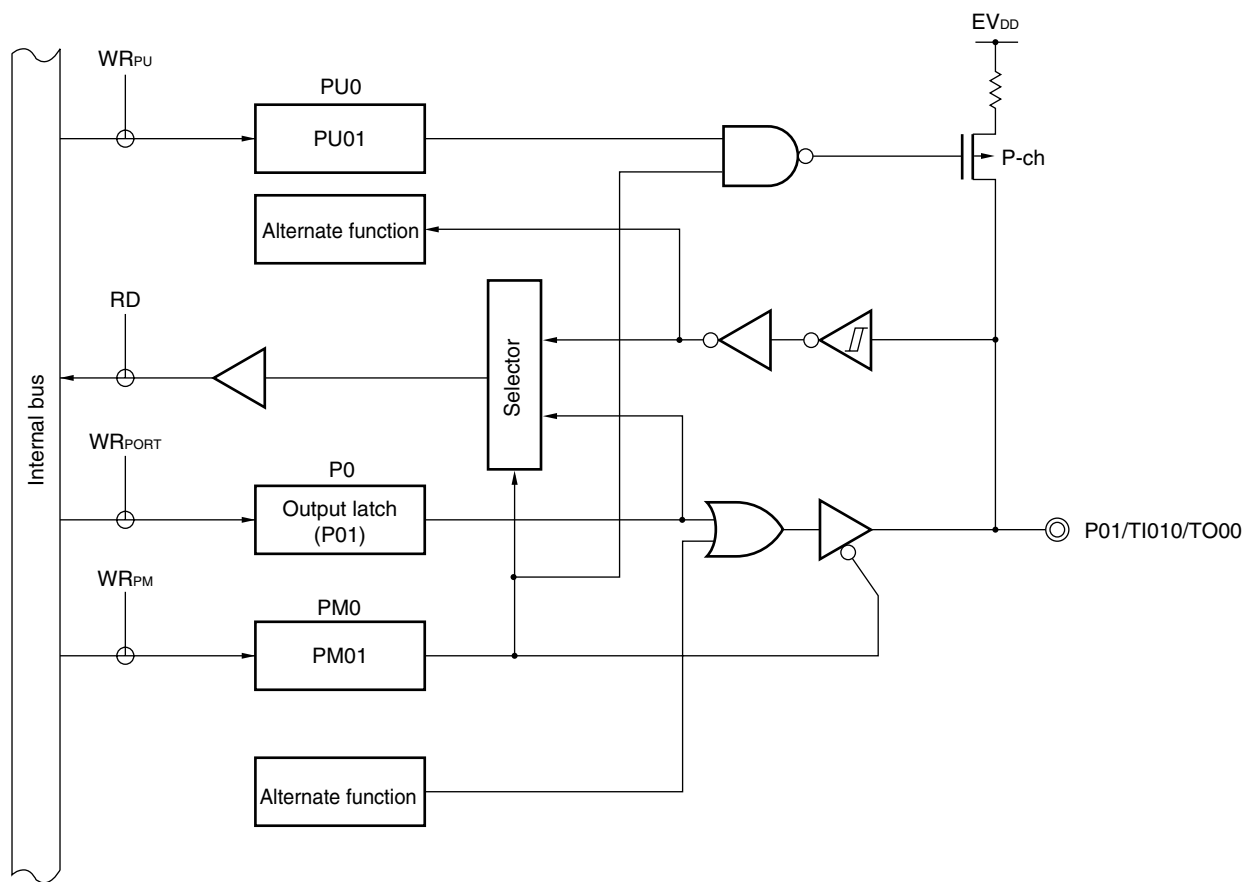 EVDD
WRPU
PU0
PU01
P-ch
Alternate function
RD
Selector
Internal bus
WRPORT
P0
Output latch
(P01)
P01/TI010/TO00
WRPM
PM0
PM01
Alternate function